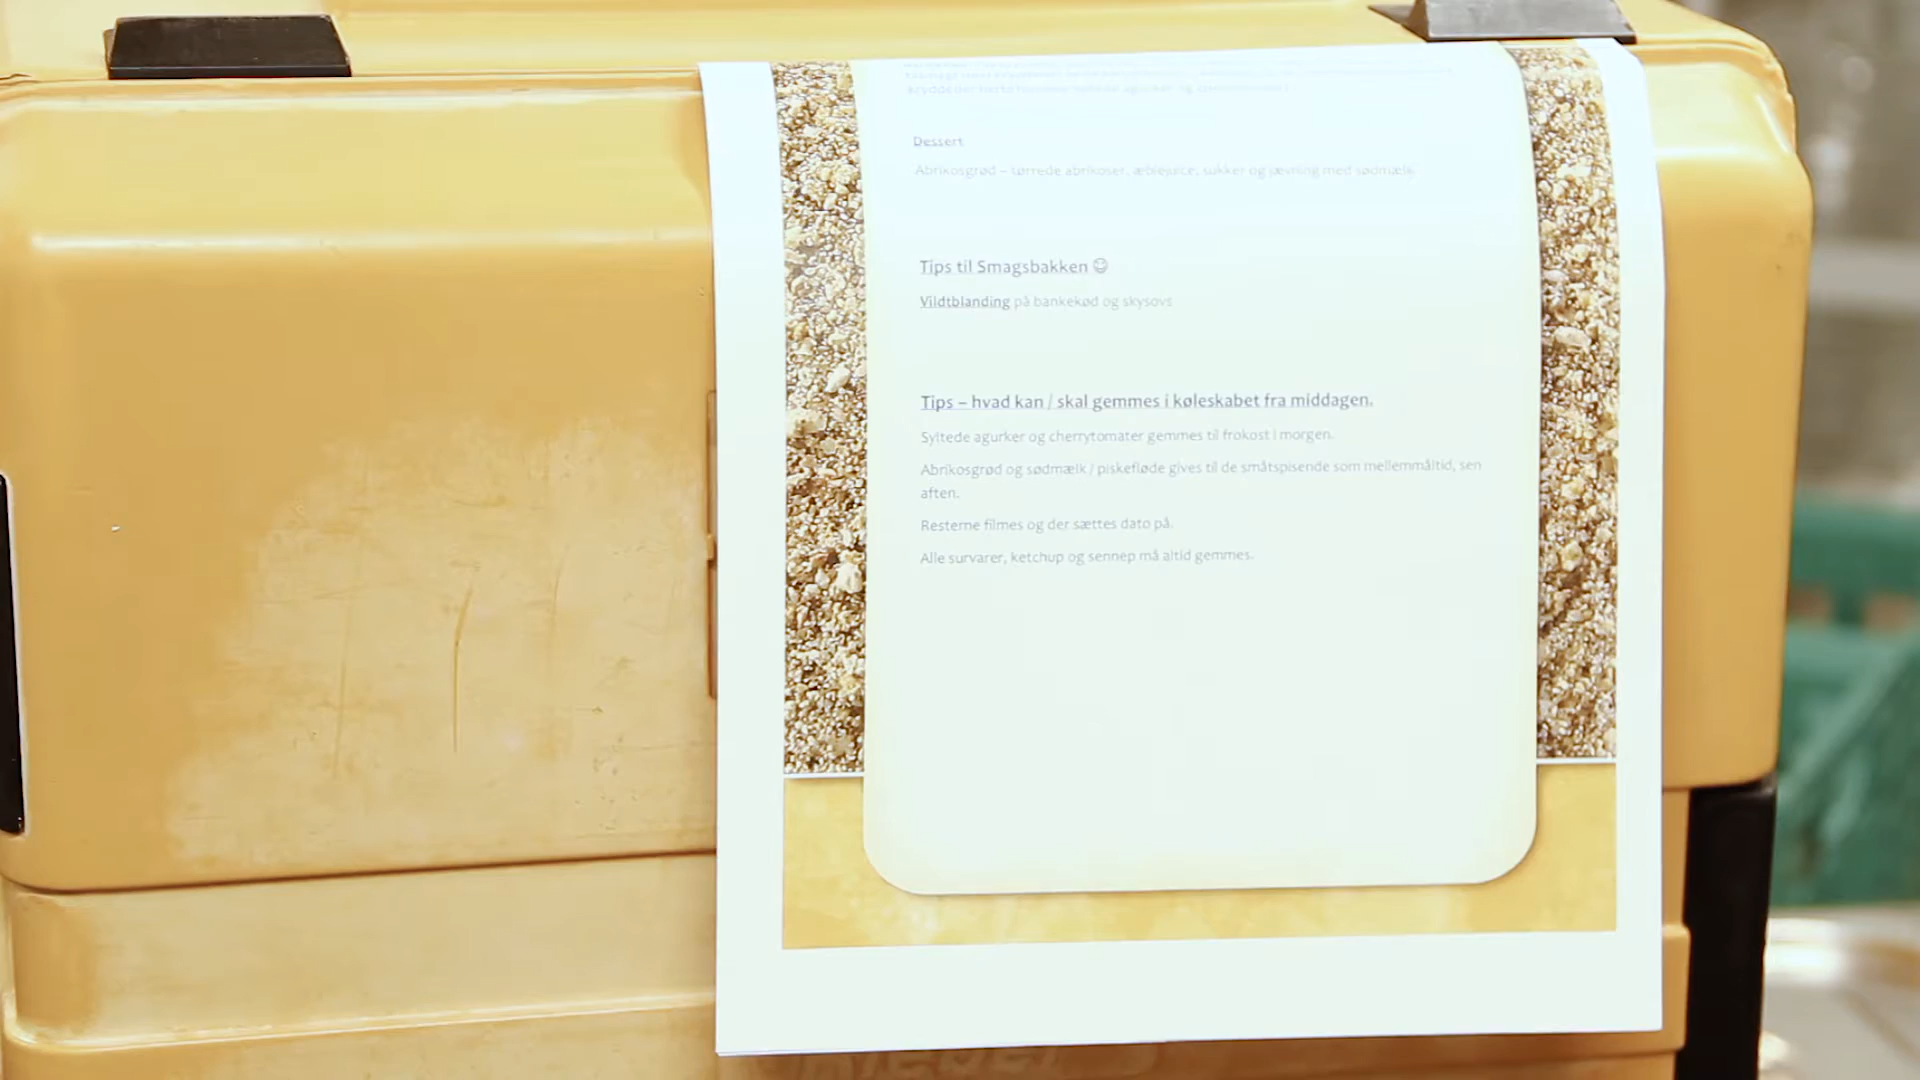 Dessert
Abrikosgrød – tørrede abrikoser, æblejuice, sukker og jævning med sødmælk
Tips til Smagsbakken ☺
Vildtblanding på bankekød og skysovs
Tips – hvad kan / skal gemmes i køleskabet fra middagen.
Syltede agurker og cherrytomater gemmes til frokost i morgen.
Abrikosgrød og sødmælk / piskefløde gives til de småtspisende som mellemmåltid, sen
aften.
Resterne filmes og der sættes dato på.
Alle survarer, ketchup og sennep må altid gemmes.